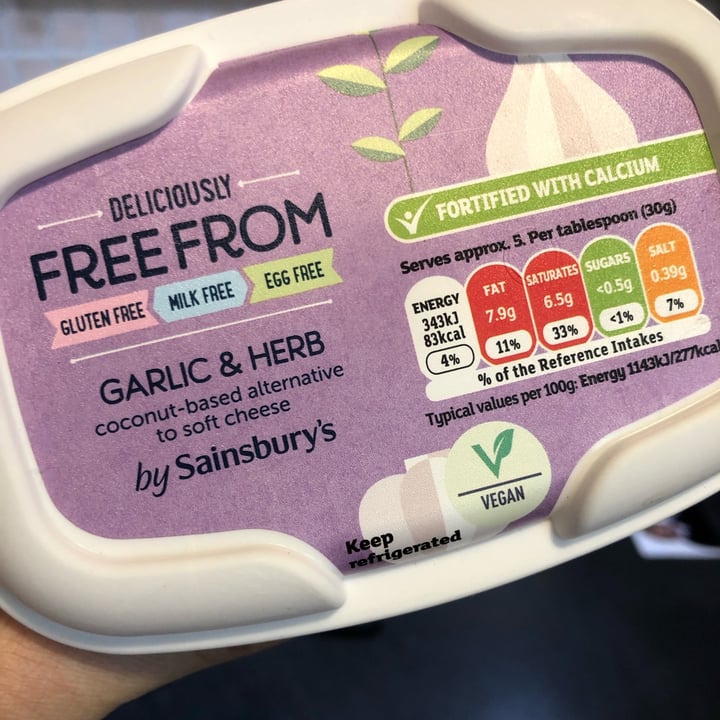 DELICIOUSLY
FREE FROM
GLUTEN FREE
MILK FREE
EGG FREE
GARLIC & HERB
coconut-based alternative
to soft cheese
by Sainsbury's
FORTIFIED WITH CALCIUM
Serves approx. 5. Per tablespoon (30g)
ENERGY
343kJ
83kcal
4%
FAT
7.9g
11%
SATURATES
6.5g
33%
SUGARS
<0.5g
<1%
SALT
0.39g
7%
% of the Reference Intakes
Typical values per 100g: Energy 1143kJ/277kcal
VEGAN
Keep
refrigerated